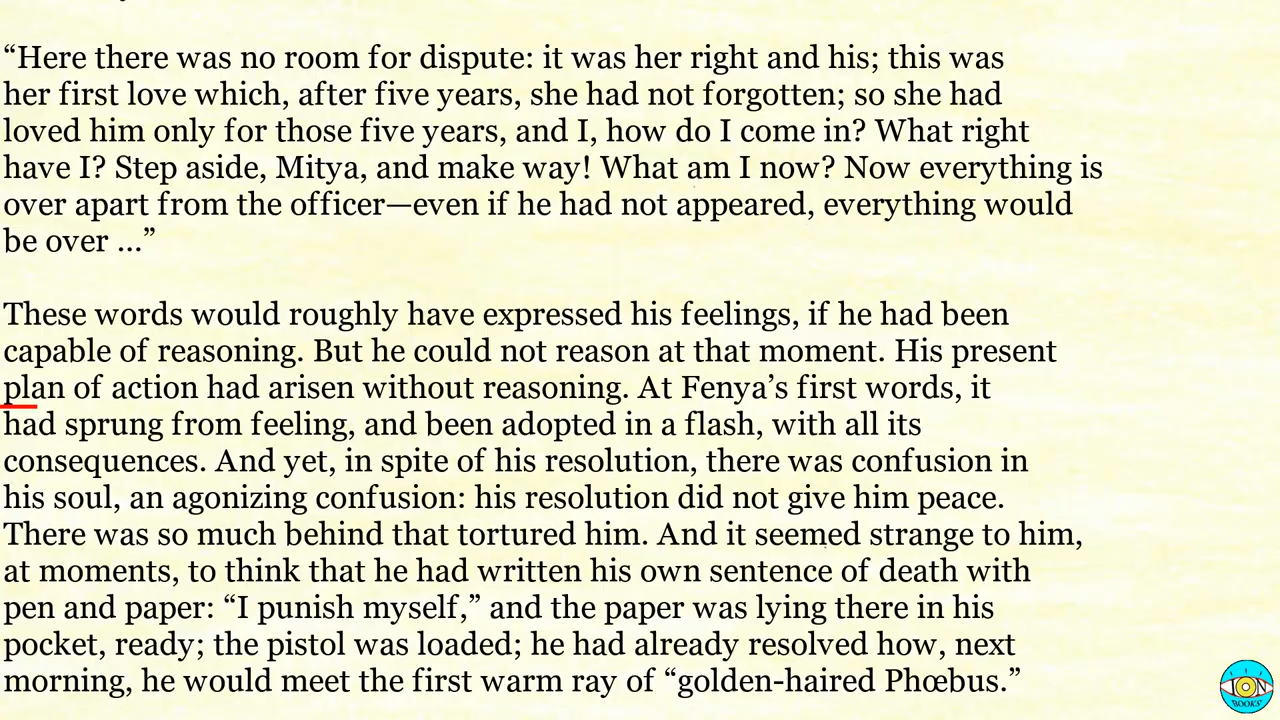 “Here there was no room for dispute: it was her right and his; this was
her first love which, after five years, she had not forgotten; so she had
loved him only for those five years, and I, how do I come in? What right
have I? Step aside, Mitya, and make way! What am I now? Now everything is
over apart from the officer—even if he had not appeared, everything would
be over ...”
These words would roughly have expressed his feelings, if he had been
capable of reasoning. But he could not reason at that moment. His present
plan of action had arisen without reasoning. At Fenya’s first words, it
had sprung from feeling, and been adopted in a flash, with all its
consequences. And yet, in spite of his resolution, there was confusion in
his soul, an agonizing confusion: his resolution did not give him peace.
There was so much behind that tortured him. And it seemed strange to him,
at moments, to think that he had written his own sentence of death with
pen and paper: “I punish myself,” and the paper was lying there in his
pocket, ready; the pistol was loaded; he had already resolved how, next
morning, he would meet the first warm ray of “golden-haired Phœbus.”
ION
BOOKS